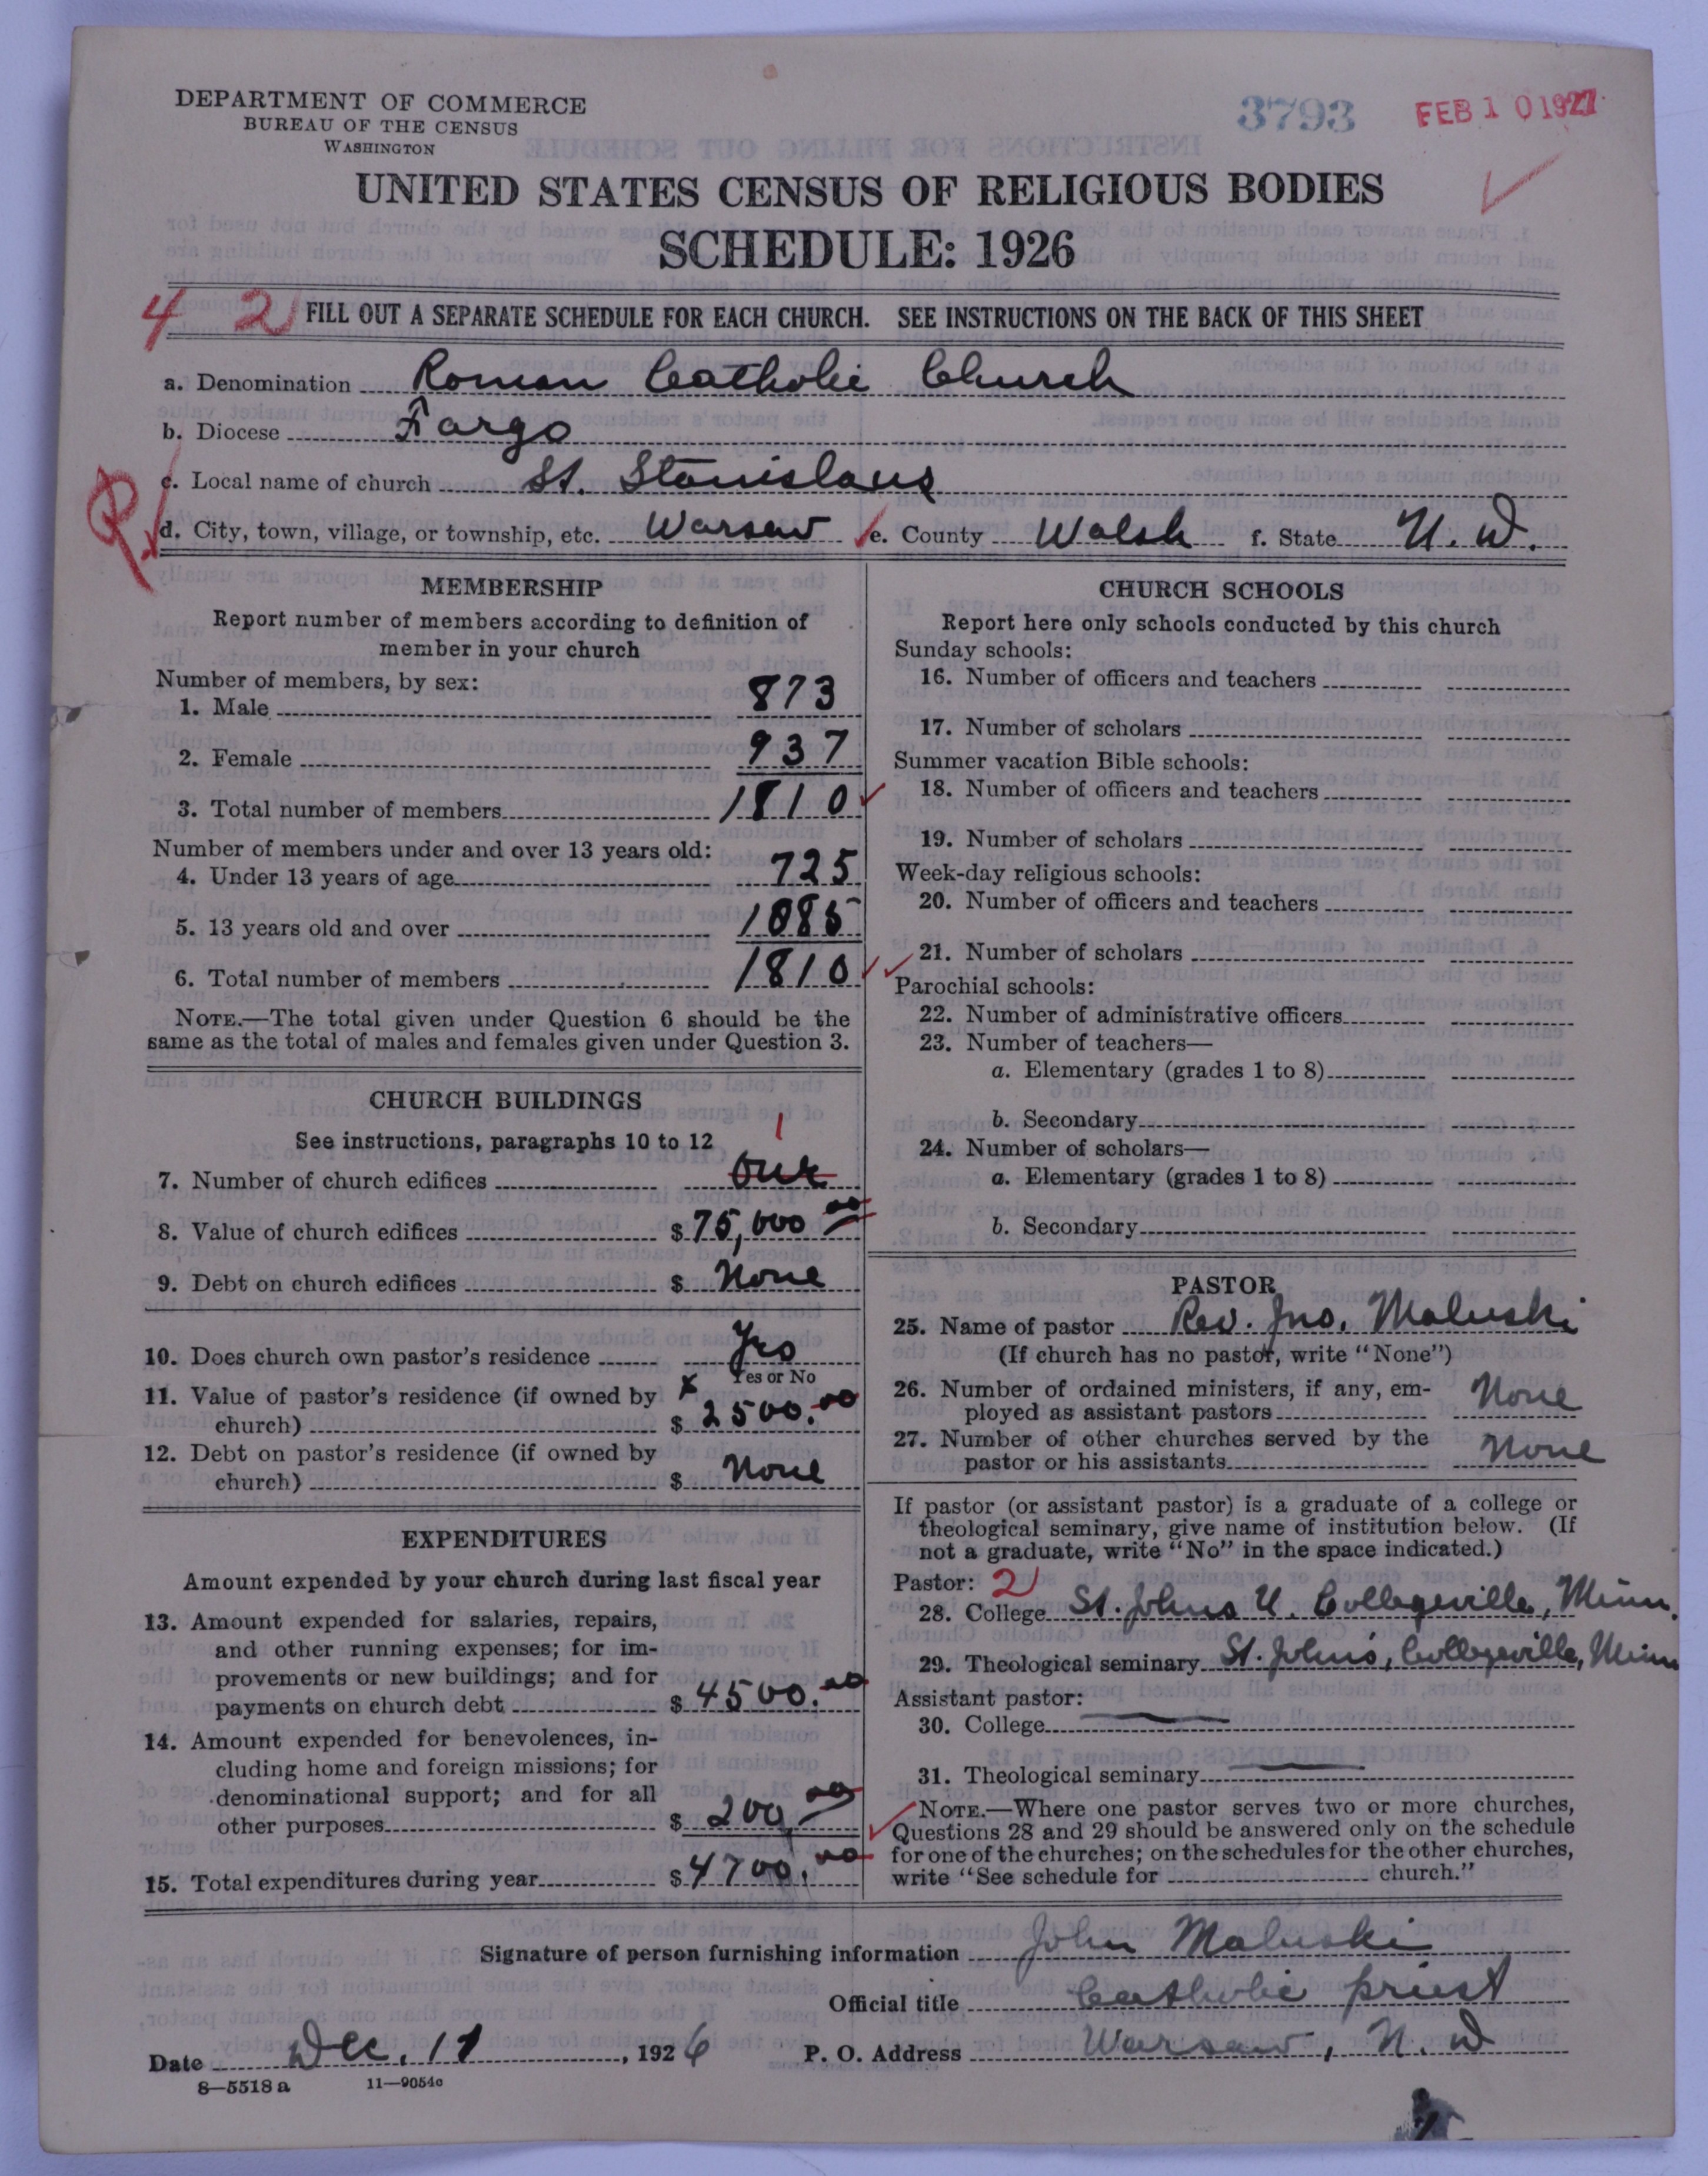 DEPARTMENT OF COMMERCE
BUREAU OF THE CENSUS
WASHINGTON
3793
FEB 10 1927
UNITED STATES CENSUS OF RELIGIOUS BODIES
SCHEDULE: 1926
4 2
FILL OUT A SEPARATE SCHEDULE FOR EACH CHURCH. SEE INSTRUCTIONS ON THE BACK OF THIS SHEET
a. Denomination Roman Catholic Church
b. Diocese Fargo
R
c. Local name of church St. Stanislaus
d. City, town, village, or township, etc. Warsaw e. County Walsh f. State N. D.
MEMBERSHIP
Report number of members according to definition of
member in your church
Number of members, by sex:
1. Male 873
2. Female 937
3. Total number of members 1810
Number of members under and over 13 years old:
4. Under 13 years of age 725
5. 13 years old and over 1085
6. Total number of members 1810
NOTE.—The total given under Question 6 should be the
same as the total of males and females given under Question 3.
CHURCH BUILDINGS
See instructions, paragraphs 10 to 12
1
7. Number of church edifices one
8. Value of church edifices $ 75,000 00
9. Debt on church edifices $ None
10. Does church own pastor's residence Yes
Yes or No
11. Value of pastor's residence (if owned by
church) $ 2500.00
12. Debt on pastor's residence (if owned by
church) $ None
EXPENDITURES
Amount expended by your church during last fiscal year
13. Amount expended for salaries, repairs,
and other running expenses; for im-
provements or new buildings; and for
payments on church debt $ 4500.00
14. Amount expended for benevolences, in-
cluding home and foreign missions; for
denominational support; and for all
other purposes $ 200.00
15. Total expenditures during year $ 4700.00
CHURCH SCHOOLS
Report here only schools conducted by this church
Sunday schools:
16. Number of officers and teachers
17. Number of scholars
Summer vacation Bible schools:
18. Number of officers and teachers
19. Number of scholars
Week-day religious schools:
20. Number of officers and teachers
21. Number of scholars
Parochial schools:
22. Number of administrative officers
23. Number of teachers—
a. Elementary (grades 1 to 8)
b. Secondary
24. Number of scholars—
a. Elementary (grades 1 to 8)
b. Secondary
PASTOR
25. Name of pastor Rev. Jno. Maluski
(If church has no pastor, write "None")
26. Number of ordained ministers, if any, em-
ployed as assistant pastors None
27. Number of other churches served by the
pastor or his assistants None
If pastor (or assistant pastor) is a graduate of a college or
theological seminary, give name of institution below. (If
not a graduate, write "No" in the space indicated.)
Pastor: 2
28. College St. Johns U. Collegeville, Minn.
29. Theological seminary St. John's, Collegeville, Minn
Assistant pastor:
30. College
31. Theological seminary
NOTE.—Where one pastor serves two or more churches,
Questions 28 and 29 should be answered only on the schedule
for one of the churches; on the schedules for the other churches,
write "See schedule for church."
Signature of person furnishing information John Maluski
Official title Catholic priest
Date Dec. 17, 1926 P. O. Address Warsaw, N. D
8—5518 a 11—9054c